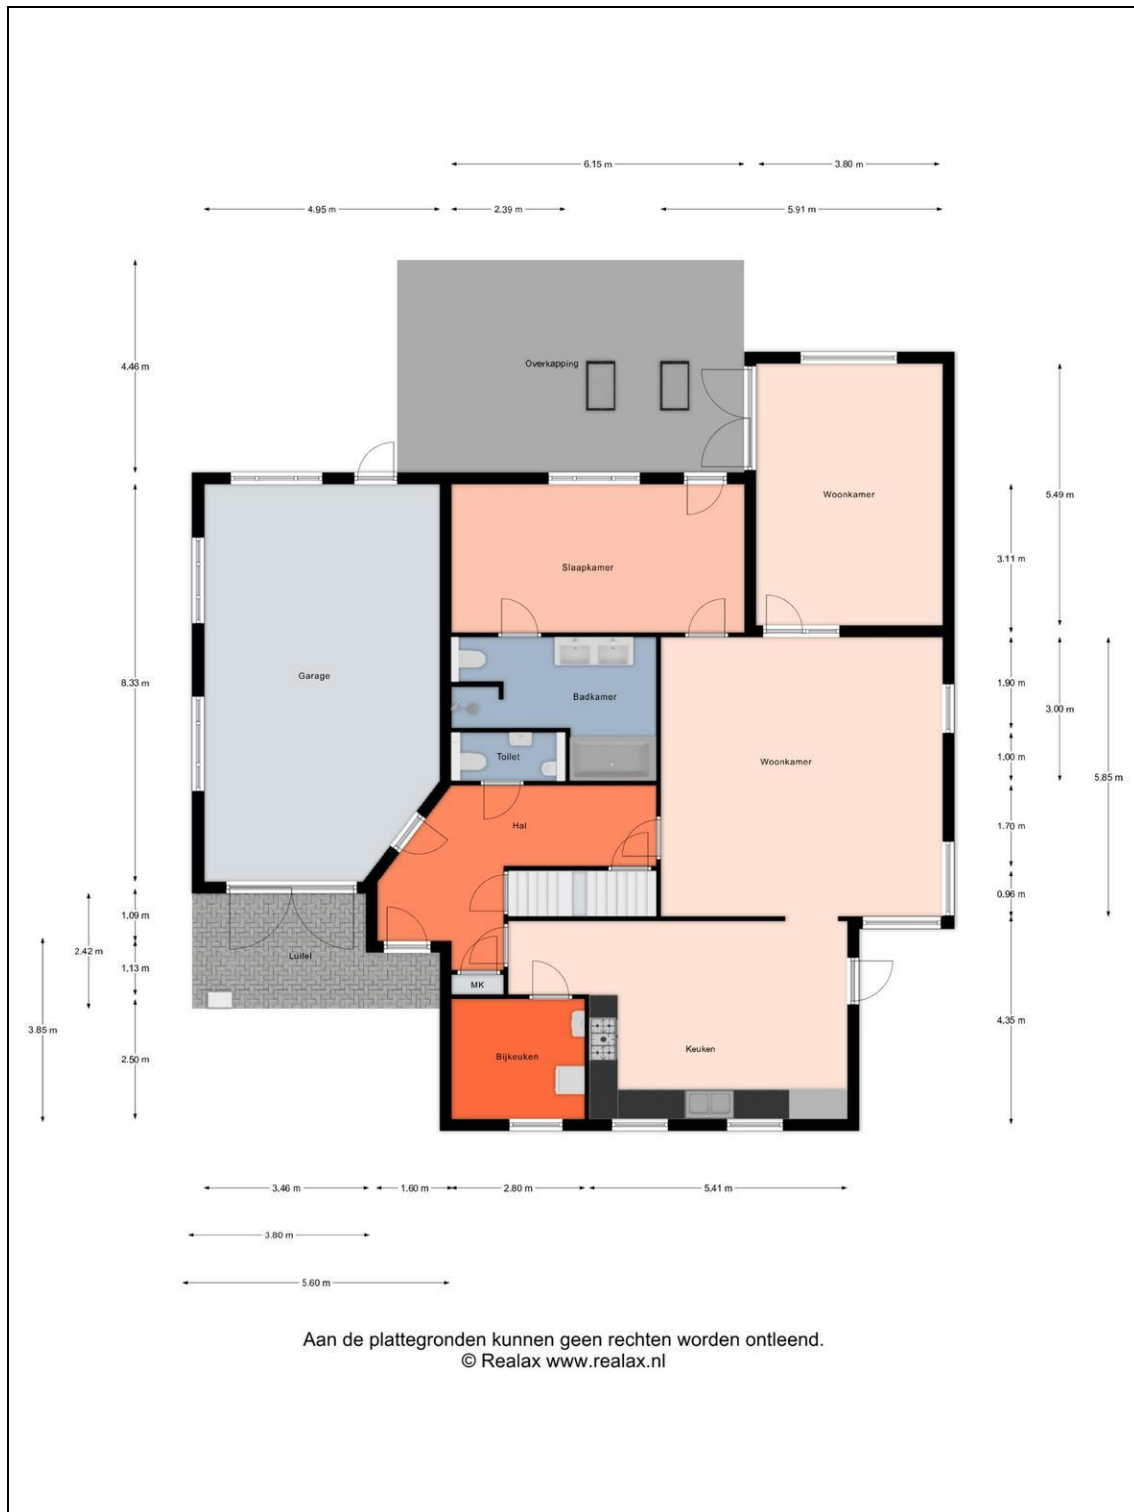 6.15 m
3.80 m
4.95 m
2.39 m
5.91 m
4.46 m
Overkapping
Woonkamer
5.49 m
3.11 m
Slaapkamer
Garage
8.33 m
Badkamer
1.90 m
3.00 m
Toilet
Woonkamer
1.00 m
5.85 m
Hal
1.70 m
0.96 m
1.09 m
2.42 m
Luifel
1.13 m
MK
3.85 m
2.50 m
Bijkeuken
Keuken
4.35 m
3.46 m
1.60 m
2.80 m
5.41 m
3.80 m
5.60 m
Aan de plattegronden kunnen geen rechten worden ontleend.
© Realax www.realax.nl